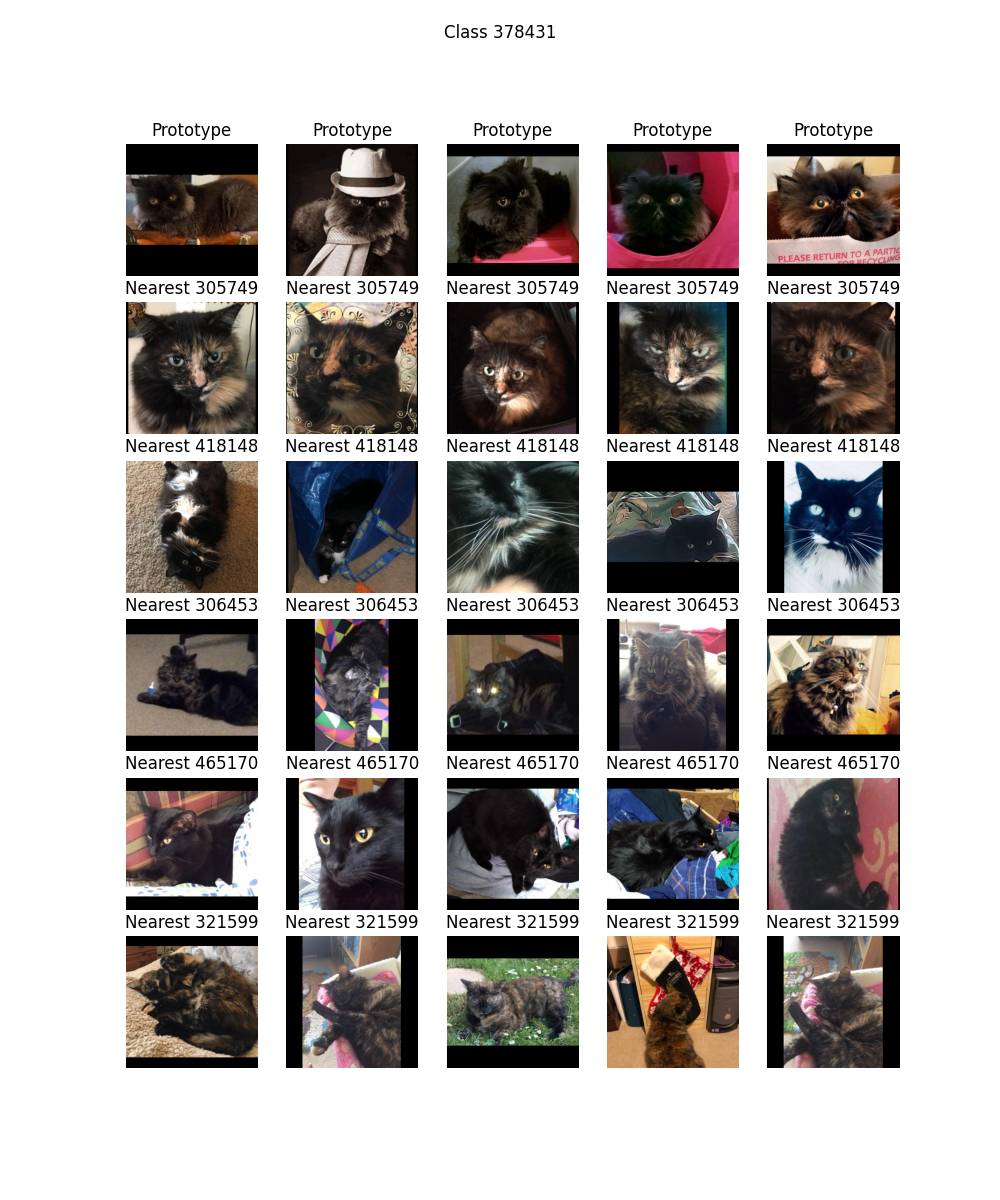 Class 378431
Prototype Prototype Prototype Prototype Prototype
PLEASE RETURN TO A PARTIC
FOR RECYCLING
Nearest 305749 Nearest 305749 Nearest 305749 Nearest 305749 Nearest 305749
Nearest 418148 Nearest 418148 Nearest 418148 Nearest 418148 Nearest 418148
Nearest 306453 Nearest 306453 Nearest 306453 Nearest 306453 Nearest 306453
Nearest 465170 Nearest 465170 Nearest 465170 Nearest 465170 Nearest 465170
Nearest 321599 Nearest 321599 Nearest 321599 Nearest 321599 Nearest 321599